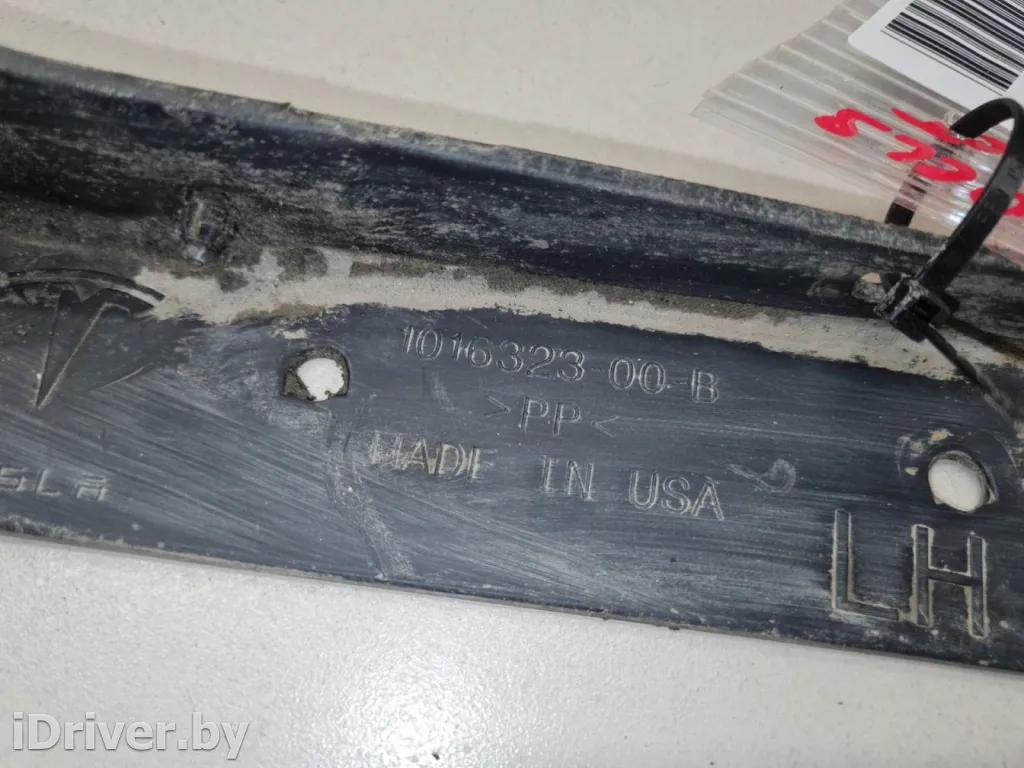 1016323-00-B
>PP<
MADE IN USA
LH
iDriver.by